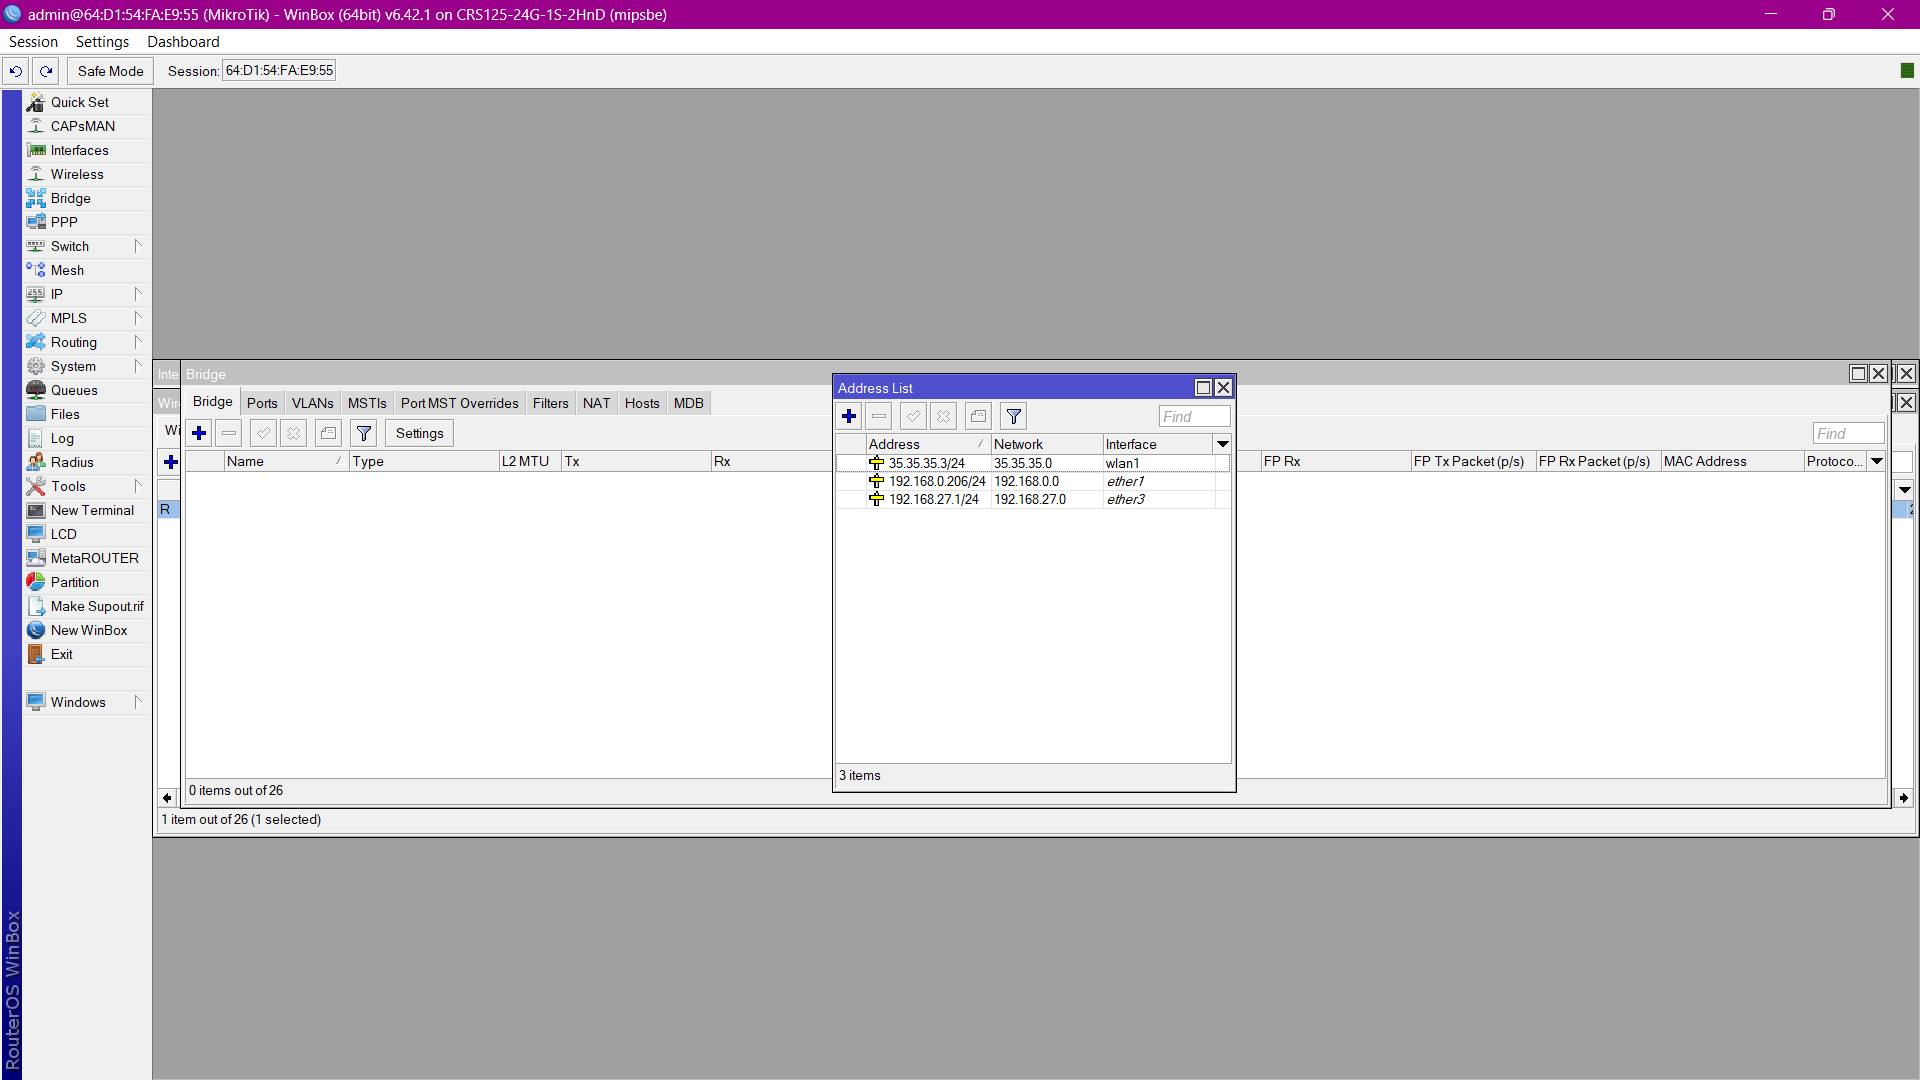 admin@64:D1:54:FA:E9:55 (MikroTik) - WinBox (64bit) v6.42.1 on CRS125-24G-1S-2HnD (mipsbe)
Session Settings Dashboard
Safe Mode Session: 64:D1:54:FA:E9:55
Quick Set
CAPsMAN
Interfaces
Wireless
Bridge
PPP
Switch
Mesh
IP
MPLS
Routing
System
Queues
Files
Log
Radius
Tools
New Terminal
LCD
MetaROUTER
Partition
Make Supout.rif
New WinBox
Exit
Windows
RouterOS WinBox
Inte
Wir
Wi
R
1 item out of 26 (1 selected)
Bridge
Bridge Ports VLANs MSTIs Port MST Overrides Filters NAT Hosts MDB
Settings Find
Name Type L2 MTU Tx Rx FP Rx FP Tx Packet (p/s) FP Rx Packet (p/s) MAC Address Protoco...
0 items out of 26
Address List
Find
Address Network Interface
35.35.35.3/24 35.35.35.0 wlan1
192.168.0.206/24 192.168.0.0 ether1
192.168.27.1/24 192.168.27.0 ether3
3 items